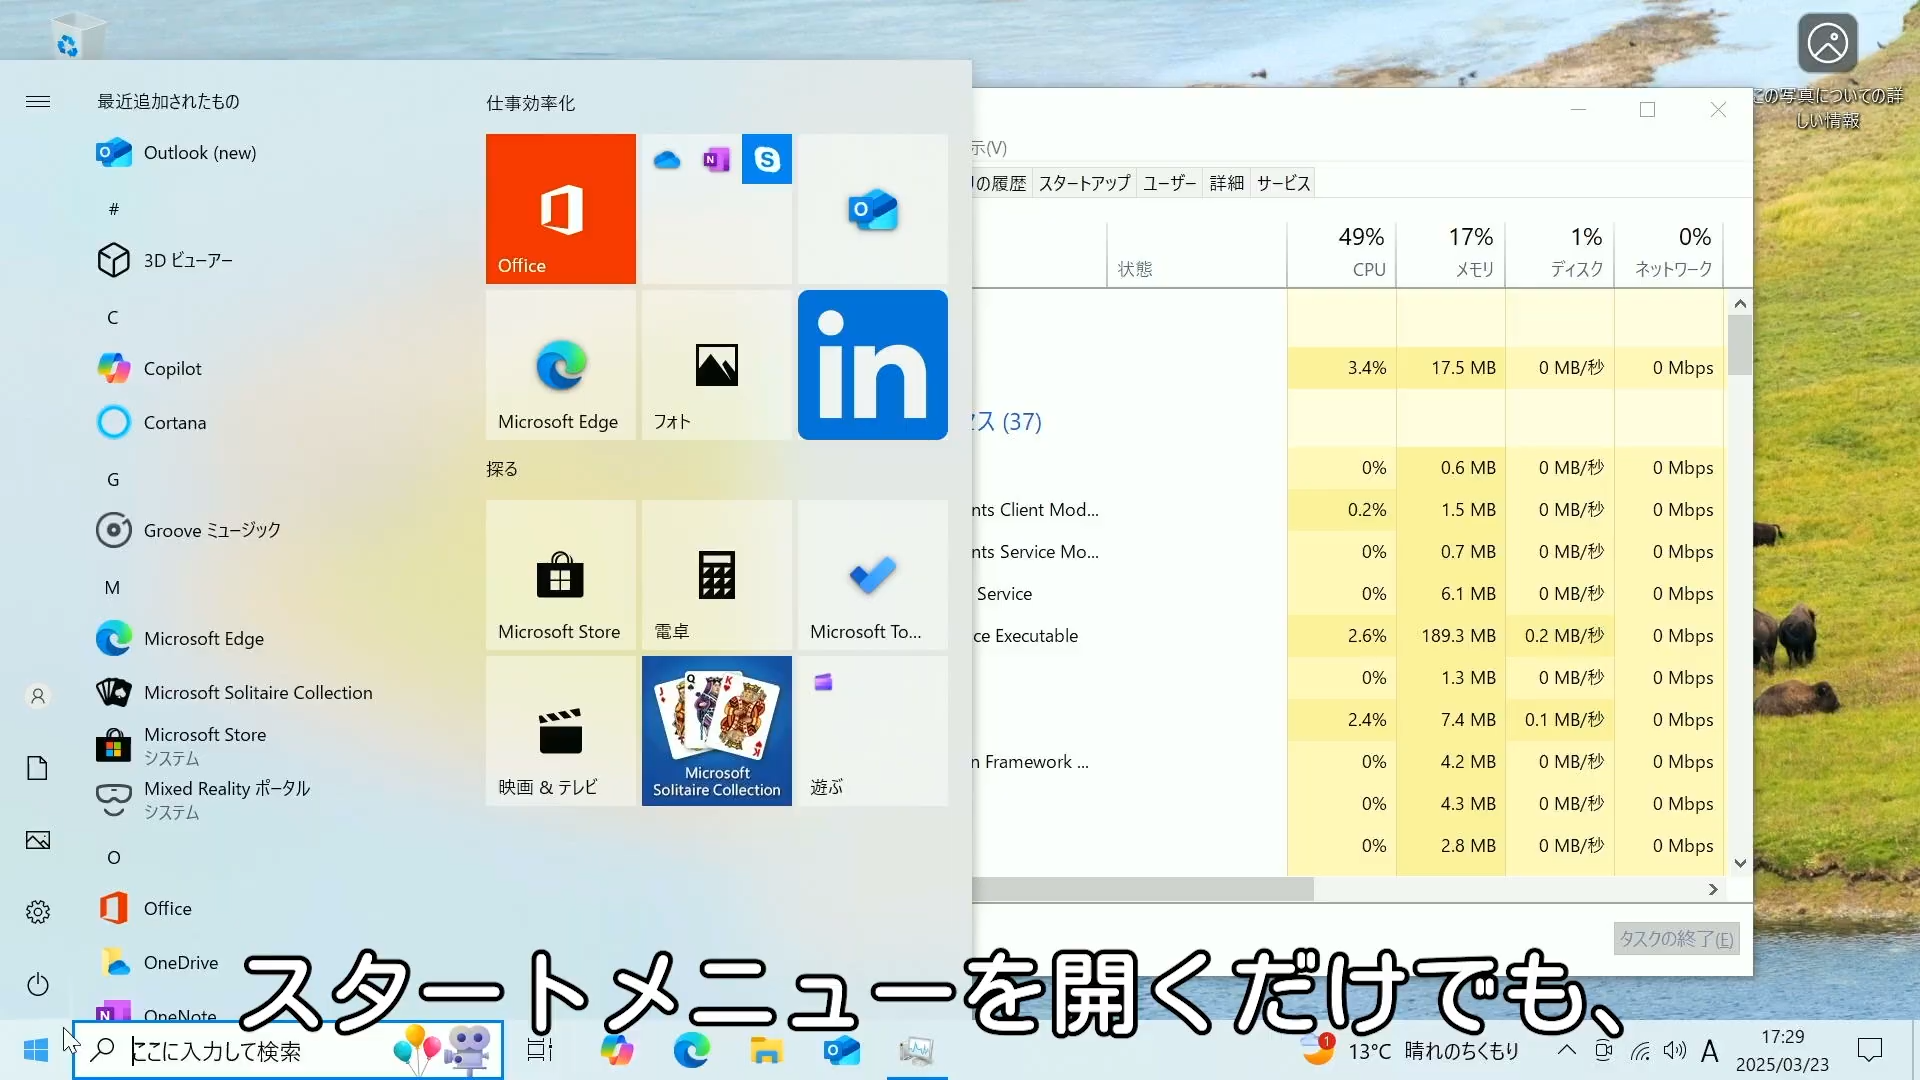 最近追加されたもの
Outlook (new)
#
3D ビューアー
C
Copilot
Cortana
G
Groove ミュージック
M
Microsoft Edge
Microsoft Solitaire Collection
Microsoft Store
システム
Mixed Reality ポータル
システム
O
Office
OneDrive
OneNote
仕事効率化
Office
Microsoft Edge
フォト
in
探る
Microsoft Store
電卓
Microsoft To...
映画 & テレビ
Microsoft
Solitaire Collection
遊ぶ
この写真についての詳
しい情報
示(V)
の履歴 スタートアップ ユーザー 詳細 サービス
49% 17% 1% 0%
状態 CPU メモリ ディスク ネットワーク
3.4% 17.5 MB 0 MB/秒 0 Mbps
ス (37)
0% 0.6 MB 0 MB/秒 0 Mbps
nts Client Mod... 0.2% 1.5 MB 0 MB/秒 0 Mbps
nts Service Mo... 0% 0.7 MB 0 MB/秒 0 Mbps
Service 0% 6.1 MB 0 MB/秒 0 Mbps
ce Executable 2.6% 189.3 MB 0.2 MB/秒 0 Mbps
0% 1.3 MB 0 MB/秒 0 Mbps
2.4% 7.4 MB 0.1 MB/秒 0 Mbps
n Framework ... 0% 4.2 MB 0 MB/秒 0 Mbps
0% 4.3 MB 0 MB/秒 0 Mbps
0% 2.8 MB 0 MB/秒 0 Mbps
タスクの終了(E)
スタートメニューを開くだけでも、
ここに入力して検索
1
13°C 晴れのちくもり
A
17:29
2025/03/23